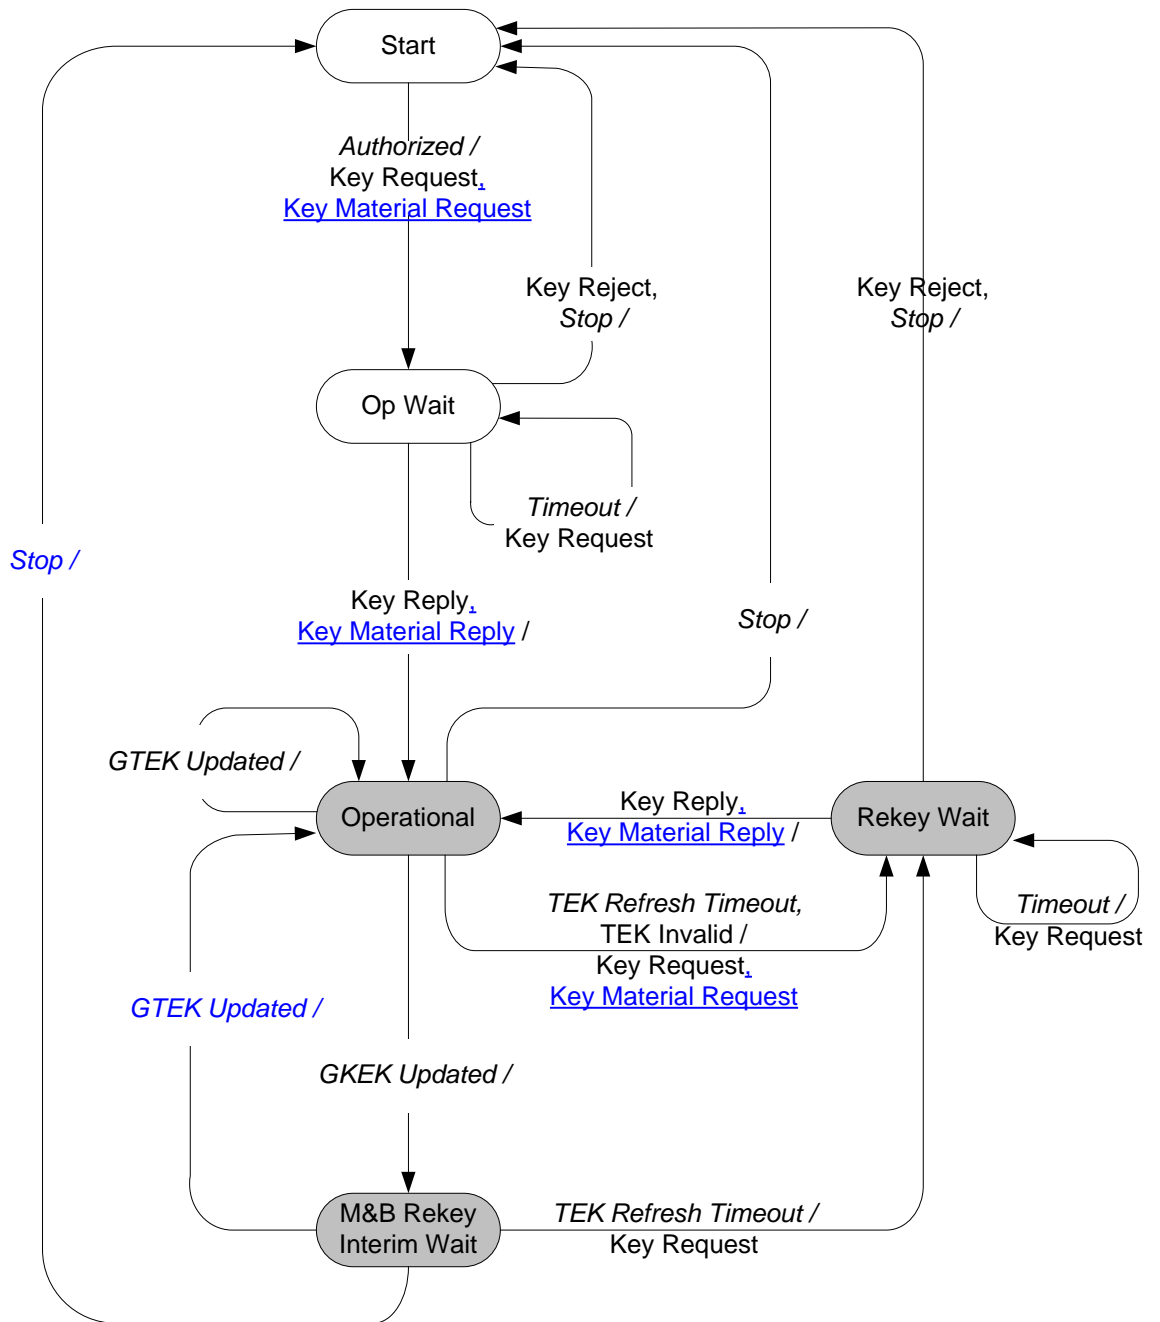 Start
Authorized /
Key Request,
Key Material Request
Key Reject,
Stop /
Key Reject,
Stop /
Op Wait
Timeout /
Key Request
Stop /
Key Reply,
Key Material Reply /
Stop /
GTEK Updated /
Operational
Key Reply,
Key Material Reply /
Rekey Wait
TEK Refresh Timeout,
TEK Invalid /
Key Request,
Key Material Request
Timeout /
Key Request
GTEK Updated /
GKEK Updated /
M&B Rekey
Interim Wait
TEK Refresh Timeout /
Key Request